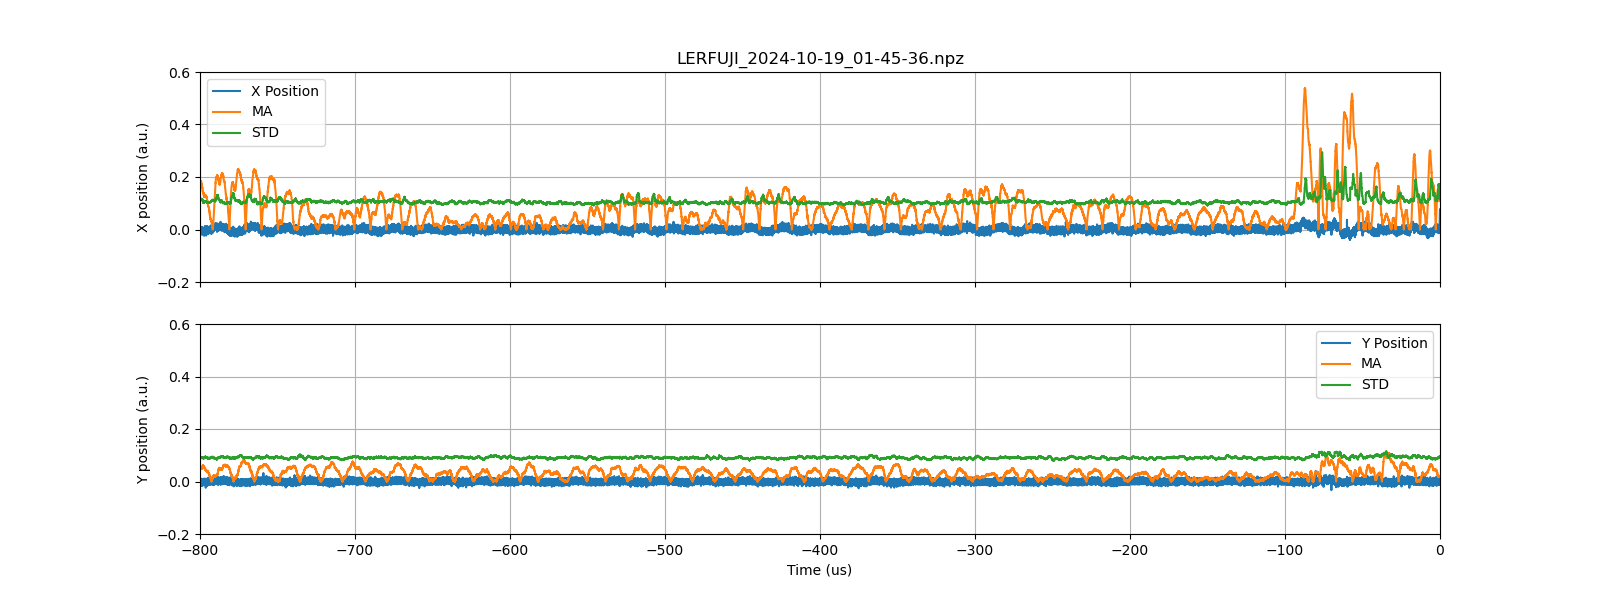 LERFUJI_2024-10-19_01-45-36.npz
X position (a.u.)
0.6
0.4
0.2
0.0
−0.2
X Position
MA
STD
Y position (a.u.)
0.6
0.4
0.2
0.0
−0.2
Y Position
MA
STD
−800 −700 −600 −500 −400 −300 −200 −100 0
Time (us)